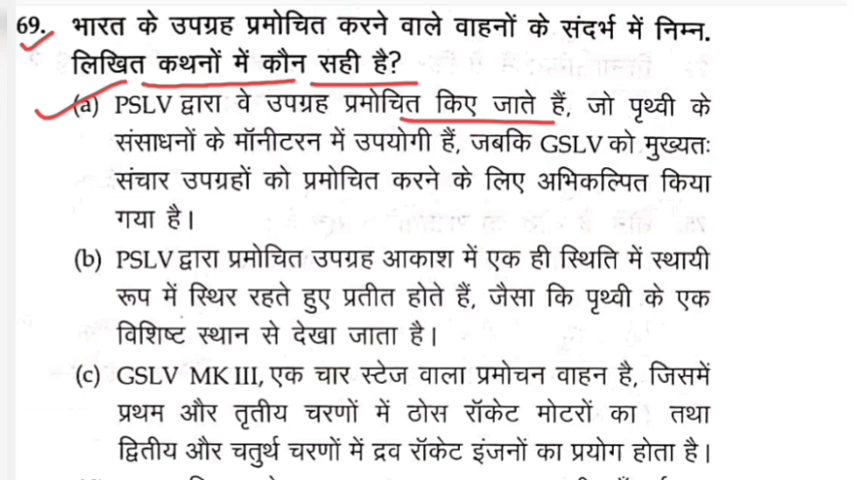 69. भारत के उपग्रह प्रमोचित करने वाले वाहनों के संदर्भ में निम्न.
लिखित कथनों में कौन सही है?
(a) PSLV द्वारा वे उपग्रह प्रमोचित किए जाते हैं, जो पृथ्वी के
संसाधनों के मॉनीटरन में उपयोगी हैं, जबकि GSLV को मुख्यतः
संचार उपग्रहों को प्रमोचित करने के लिए अभिकल्पित किया
गया है।
(b) PSLV द्वारा प्रमोचित उपग्रह आकाश में एक ही स्थिति में स्थायी
रूप में स्थिर रहते हुए प्रतीत होते हैं, जैसा कि पृथ्वी के एक
विशिष्ट स्थान से देखा जाता है।
(c) GSLV MK III, एक चार स्टेज वाला प्रमोचन वाहन है, जिसमें
प्रथम और तृतीय चरणों में ठोस रॉकेट मोटरों का तथा
द्वितीय और चतुर्थ चरणों में द्रव रॉकेट इंजनों का प्रयोग होता है।